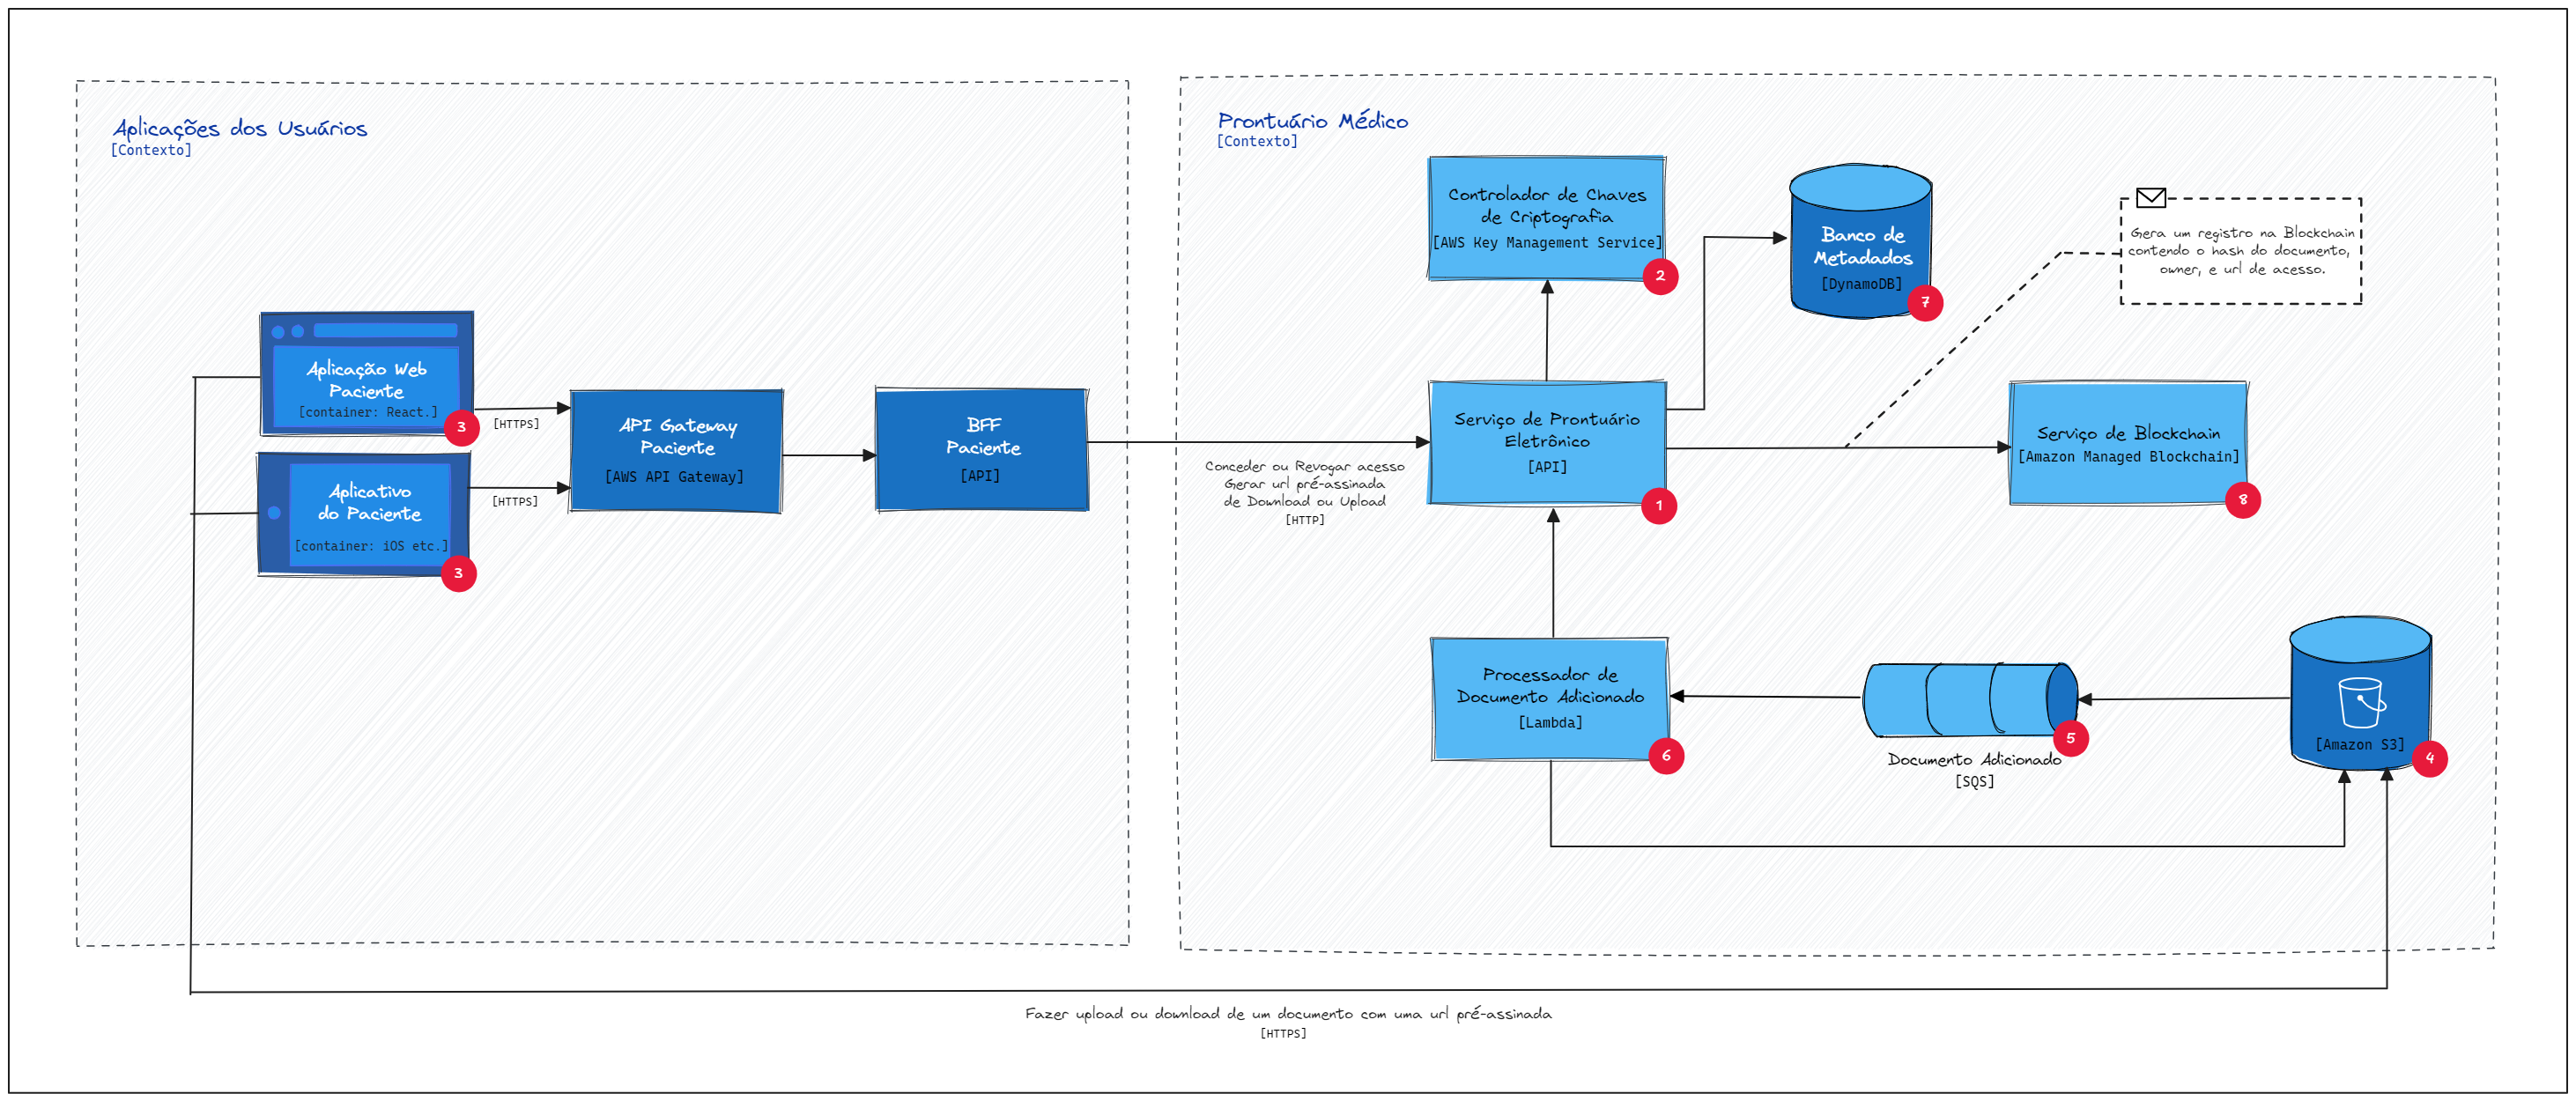 Aplicações dos Usuários
[Contexto]
Aplicação Web
Paciente
[container: React.]
3
[HTTPS]
Aplicativo
do Paciente
[container: iOS etc.]
3
[HTTPS]
API Gateway
Paciente
[AWS API Gateway]
BFF
Paciente
[API]
Prontuário Médico
[Contexto]
Controlador de Chaves
de Criptografia
[AWS Key Management Service]
2
Banco de
Metadados
[DynamoDB]
7
Gera um registro na Blockchain
contendo o hash do documento,
owner, e url de acesso.
Conceder ou Revogar acesso
Gerar url pré-assinada
de Download ou Upload
[HTTP]
Serviço de Prontuário
Eletrônico
[API]
1
Serviço de Blockchain
[Amazon Managed Blockchain]
8
Processador de
Documento Adicionado
[Lambda]
6
5
Documento Adicionado
[SQS]
[Amazon S3]
4
Fazer upload ou download de um documento com uma url pré-assinada
[HTTPS]